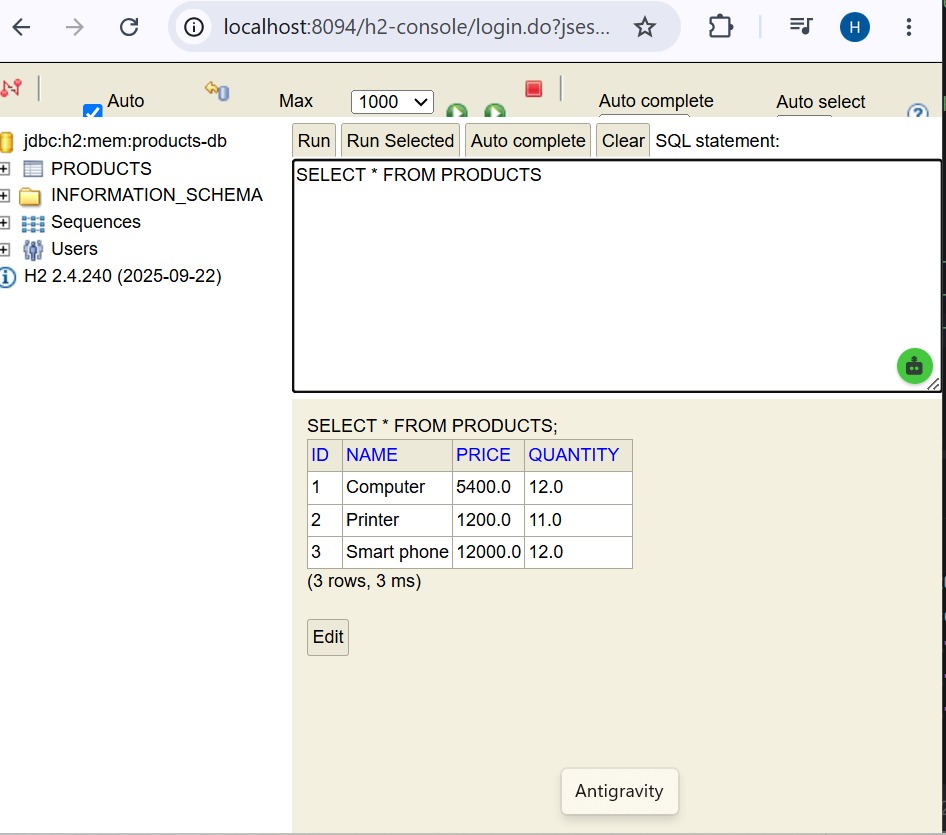 localhost:8094/h2-console/login.do?jses...
H
Auto
Max
1000
Auto complete
Auto select
?
jdbc:h2:mem:products-db
PRODUCTS
INFORMATION_SCHEMA
Sequences
Users
H2 2.4.240 (2025-09-22)
Run Run Selected Auto complete Clear SQL statement:
SELECT * FROM PRODUCTS
SELECT * FROM PRODUCTS;
ID NAME PRICE QUANTITY
1 Computer 5400.0 12.0
2 Printer 1200.0 11.0
3 Smart phone 12000.0 12.0
(3 rows, 3 ms)
Edit
Antigravity